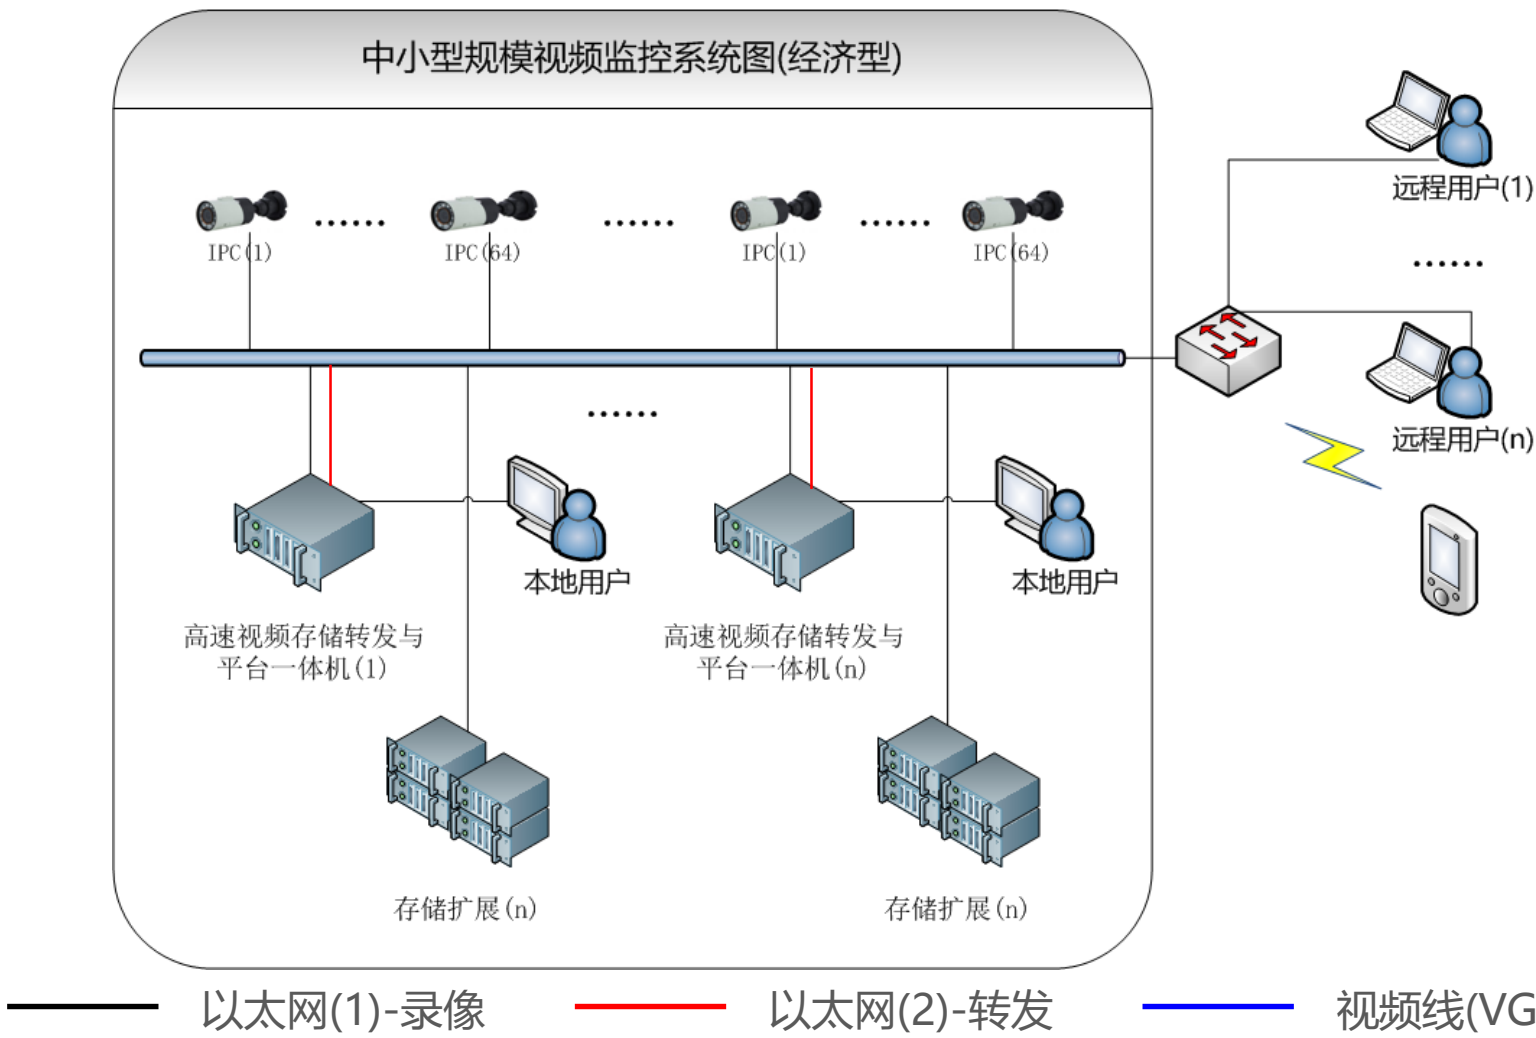 中小型规模视频监控系统图(经济型)
远程用户(1)
······
IPC(1)
······
IPC(64)
······
IPC(1)
······
IPC(64)
······
远程用户(n)
本地用户
本地用户
高速视频存储转发与
平台一体机(1)
高速视频存储转发与
平台一体机(n)
存储扩展(n)
存储扩展(n)
以太网(1)-录像
以太网(2)-转发
视频线(VG